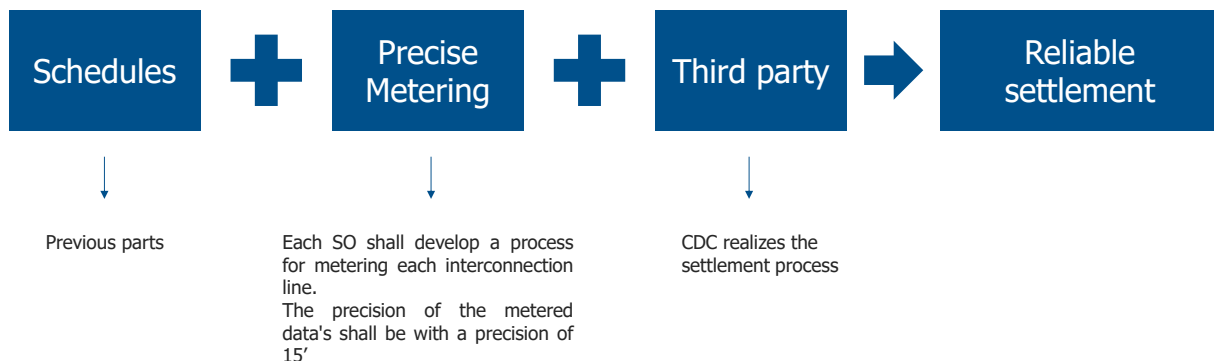 Schedules
Precise
Metering
Third party
Reliable
settlement
Previous parts
Each SO shall develop a process
for metering each interconnection
line.
The precision of the metered
data's shall be with a precision of
15′
CDC realizes the
settlement process